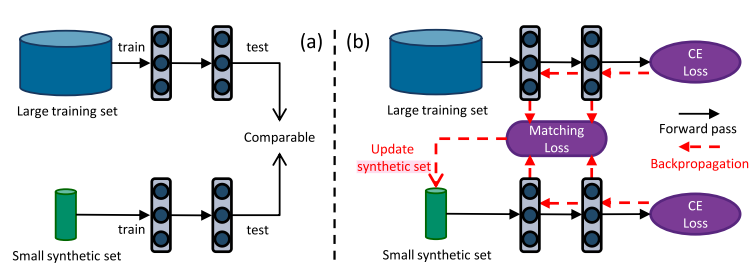 train
test
(a)
Large training set
Comparable
train
test
Small synthetic set
(b)
CE
Loss
Large training set
Forward pass
Matching
Loss
Update
synthetic set
Backpropagation
CE
Loss
Small synthetic set